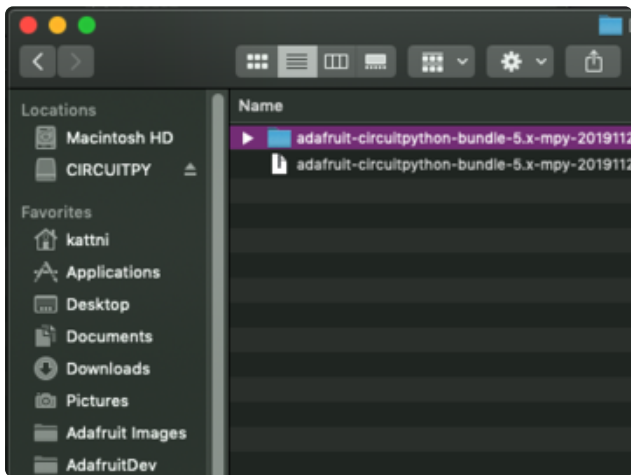 Locations
Macintosh HD
CIRCUITPY
Favorites
kattni
Applications
Desktop
Documents
Downloads
Pictures
Adafruit Images
AdafruitDev
Name
adafruit-circuitpython-bundle-5.x-mpy-2019112
adafruit-circuitpython-bundle-5.x-mpy-2019112